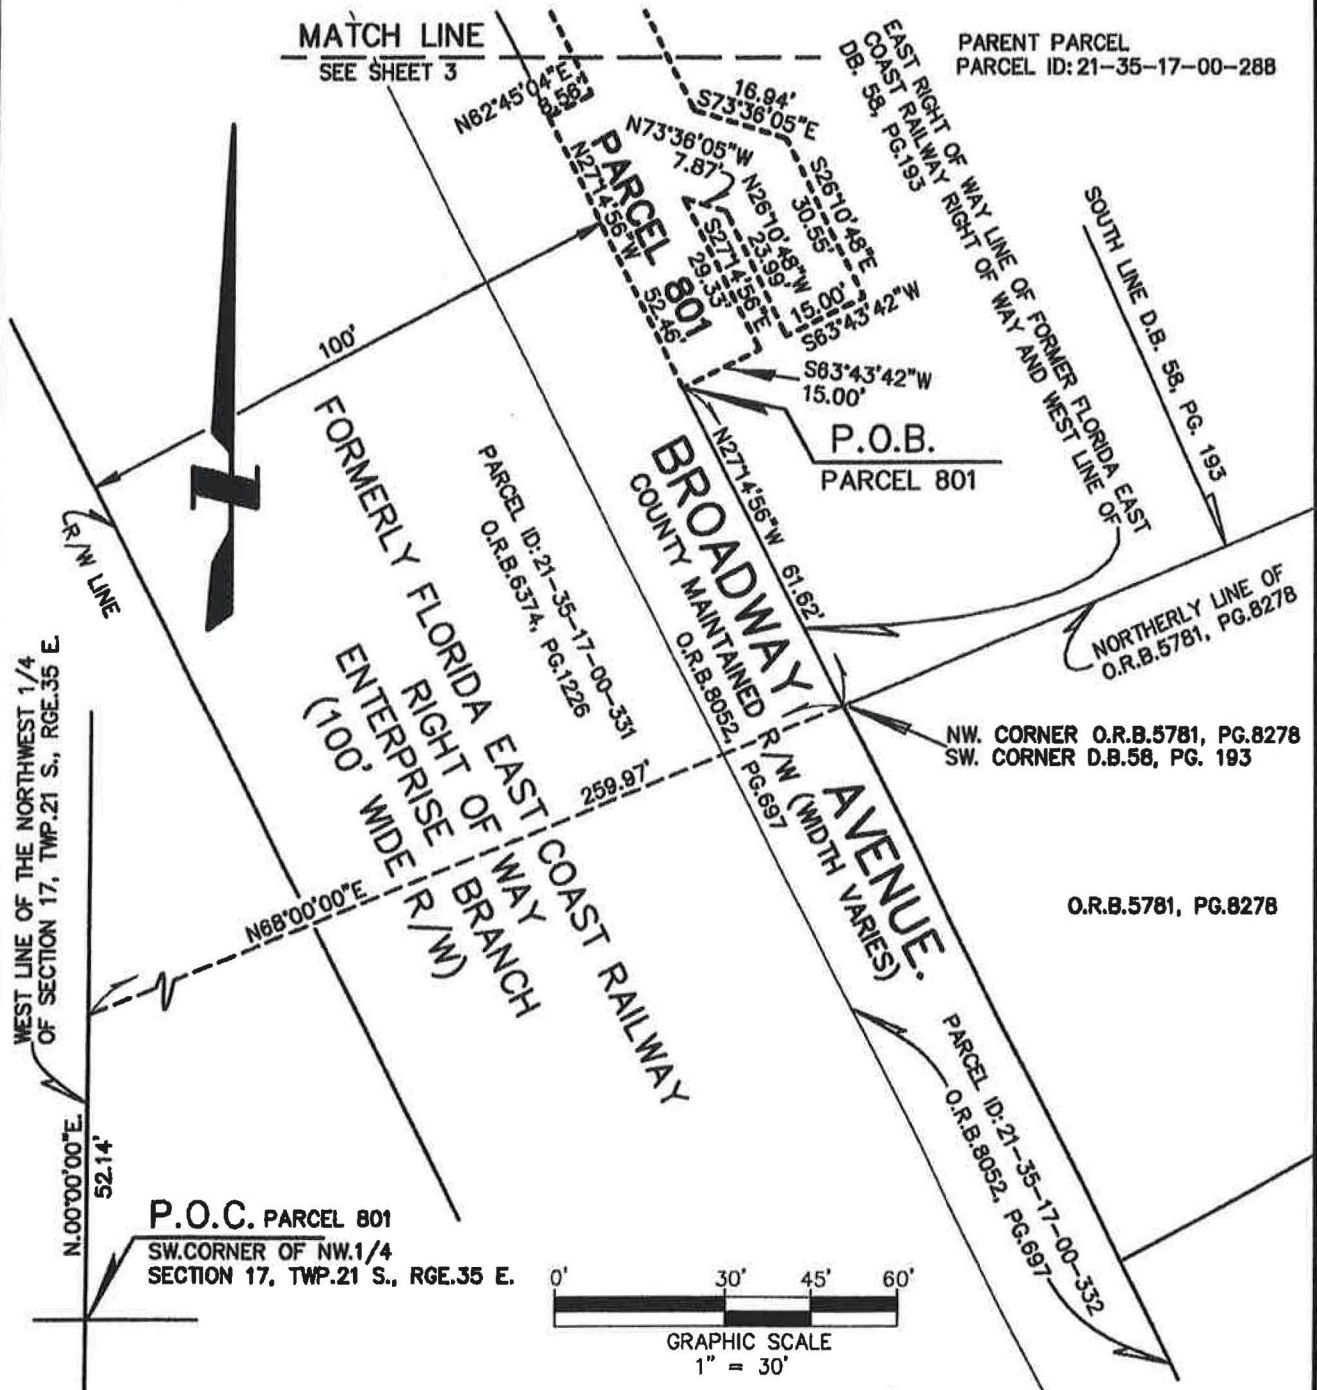 MATCH LINE
SEE SHEET 3
PARENT PARCEL
PARCEL ID:21-35-17-00-288
EAST RIGHT OF WAY LINE OF FORMER FLORIDA EAST
COAST RAILWAY RIGHT OF WAY AND WEST LINE OF
DB. 58, PG.193
N62°45'04"E
8.56'
16.94'
S73°36'05"E
N73°36'05"W
7.87'
PARCEL 801
N27°14'56"W 52.46'
S27°14'56"E
29.33'
N26°10'48"W
23.99'
S26°10'48"E
30.55'
15.00'
S63°43'42"W
S63°43'42"W
15.00'
P.O.B.
PARCEL 801
SOUTH LINE D.B. 58, PG. 193
100'
R/W LINE
FORMERLY FLORIDA EAST COAST RAILWAY
RIGHT OF WAY
ENTERPRISE BRANCH
(100' WIDE R/W)
PARCEL ID:21-35-17-00-331
O.R.B.6374, PG.1226
N27°14'56"W 61.62'
BROADWAY AVENUE.
COUNTY MAINTAINED R/W (WIDTH VARIES)
O.R.B.8052, PG.697
NORTHERLY LINE OF
O.R.B.5781, PG.8278
NW. CORNER O.R.B.5781, PG.8278
SW. CORNER D.B.58, PG. 193
259.97'
N68°00'00"E
O.R.B.5781, PG.8278
WEST LINE OF THE NORTHWEST 1/4
OF SECTION 17, TWP.21 S., RGE.35 E.
N.00°00'00"E.
52.14'
P.O.C. PARCEL 801
SW.CORNER OF NW.1/4
SECTION 17, TWP.21 S., RGE.35 E.
PARCEL ID:21-35-17-00-332
O.R.B.8052, PG.697
0' 30' 45' 60'
GRAPHIC SCALE
1" = 30'